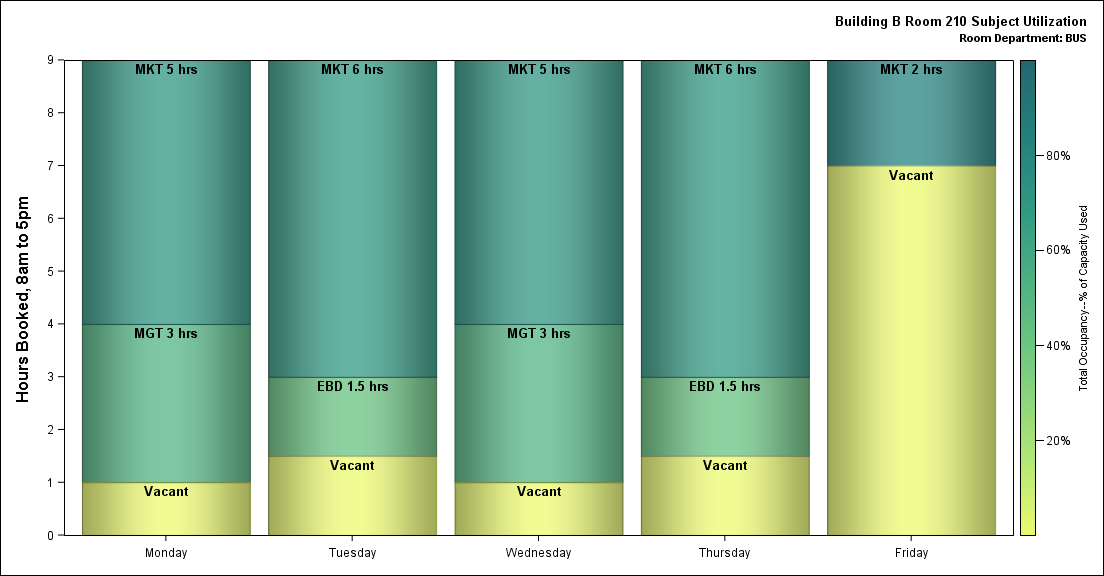 Building B Room 210 Subject Utilization
Room Department: BUS
Hours Booked, 8am to 5pm
9
8
7
6
5
4
3
2
1
0
MKT 5 hrs
MGT 3 hrs
Vacant
MKT 6 hrs
EBD 1.5 hrs
Vacant
MKT 5 hrs
MGT 3 hrs
Vacant
MKT 6 hrs
EBD 1.5 hrs
Vacant
MKT 2 hrs
Vacant
Monday
Tuesday
Wednesday
Thursday
Friday
80%
60%
40%
20%
Total Occupancy--% of Capacity Used